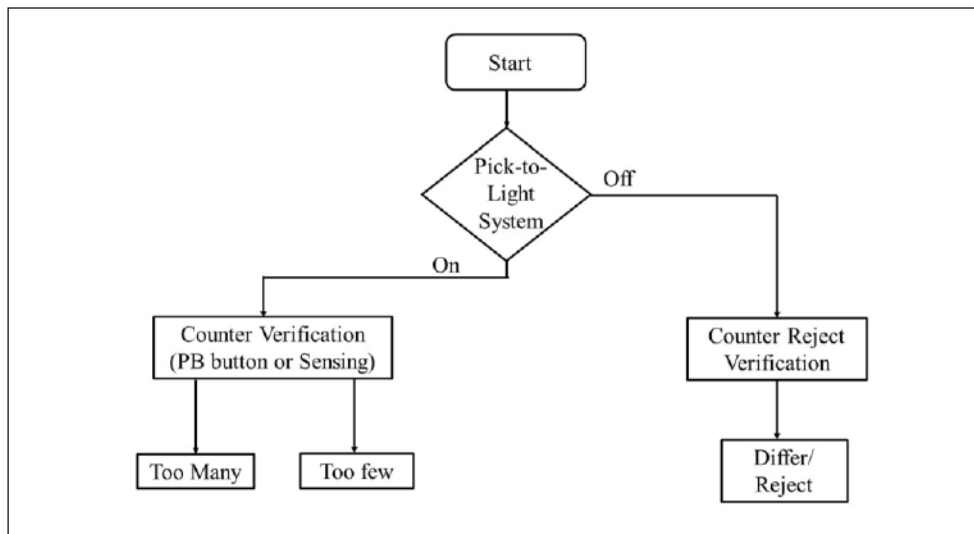 Start
Pick-to-
Light
System
Off
On
Counter Verification
(PB button or Sensing)
Counter Reject
Verification
Too Many
Too few
Differ/
Reject